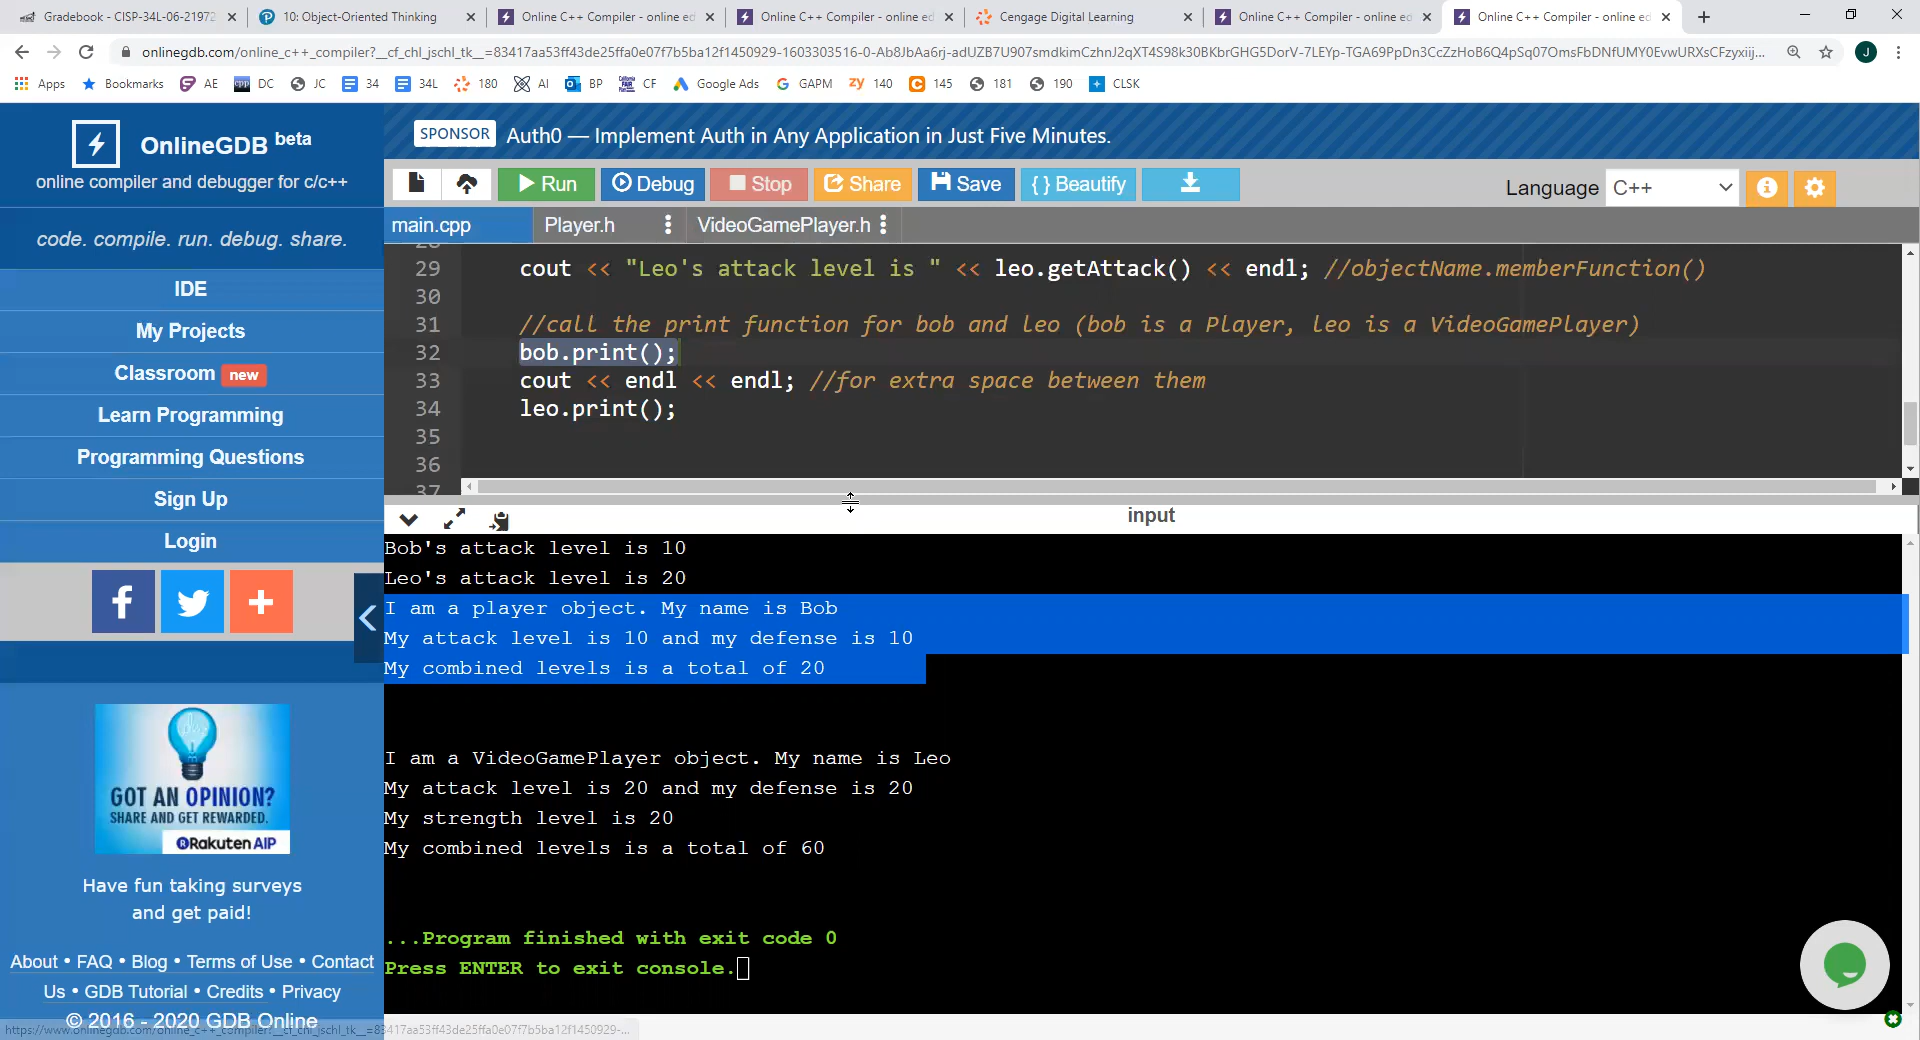 Gradebook - CISP-34L-06-21972
10: Object-Oriented Thinking
Online C++ Compiler - online ed
Online C++ Compiler - online ed
Cengage Digital Learning
Online C++ Compiler - online ed
Online C++ Compiler - online ed
onlinegdb.com/online_c++_compiler?__cf_chl_jschl_tk__=83417aa53ff43de25ffa0e07f7b5ba12f1450929-1603303516-0-Ab8JbAa6rj-adUZB7U907smdkimCzhnJ2qXT4S98k30BKbrGHG5DorV-7LEYp-TGA69PpDn3CcZzHoB6Q4pSq07OmsFbDNfUMY0EvwURXsCFzyxiij...
J
Apps Bookmarks AE DC JC 34 34L 180 AI BP CF Google Ads GAPM 140 145 181 190 CLSK
OnlineGDB beta
online compiler and debugger for c/c++
code. compile. run. debug. share.
IDE
My Projects
Classroom new
Learn Programming
Programming Questions
Sign Up
Login
GOT AN OPINION?
SHARE AND GET REWARDED.
Rakuten AIP
Have fun taking surveys
and get paid!
About • FAQ • Blog • Terms of Use • Contact
Us • GDB Tutorial • Credits • Privacy
© 2016 - 2020 GDB Online
SPONSOR Auth0 — Implement Auth in Any Application in Just Five Minutes.
Run Debug Stop Share Save { } Beautify
Language C++
main.cpp Player.h VideoGamePlayer.h
29 cout << "Leo's attack level is " << leo.getAttack() << endl; //objectName.memberFunction()
30
31 //call the print function for bob and leo (bob is a Player, leo is a VideoGamePlayer)
32 bob.print();
33 cout << endl << endl; //for extra space between them
34 leo.print();
35
36
37
input
Bob's attack level is 10
Leo's attack level is 20
I am a player object. My name is Bob
My attack level is 10 and my defense is 10
My combined levels is a total of 20
I am a VideoGamePlayer object. My name is Leo
My attack level is 20 and my defense is 20
My strength level is 20
My combined levels is a total of 60
...Program finished with exit code 0
Press ENTER to exit console.